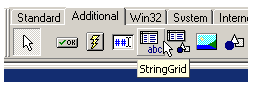 Standard Additional Win32 System Interne
OK ##
abc
StringGrid